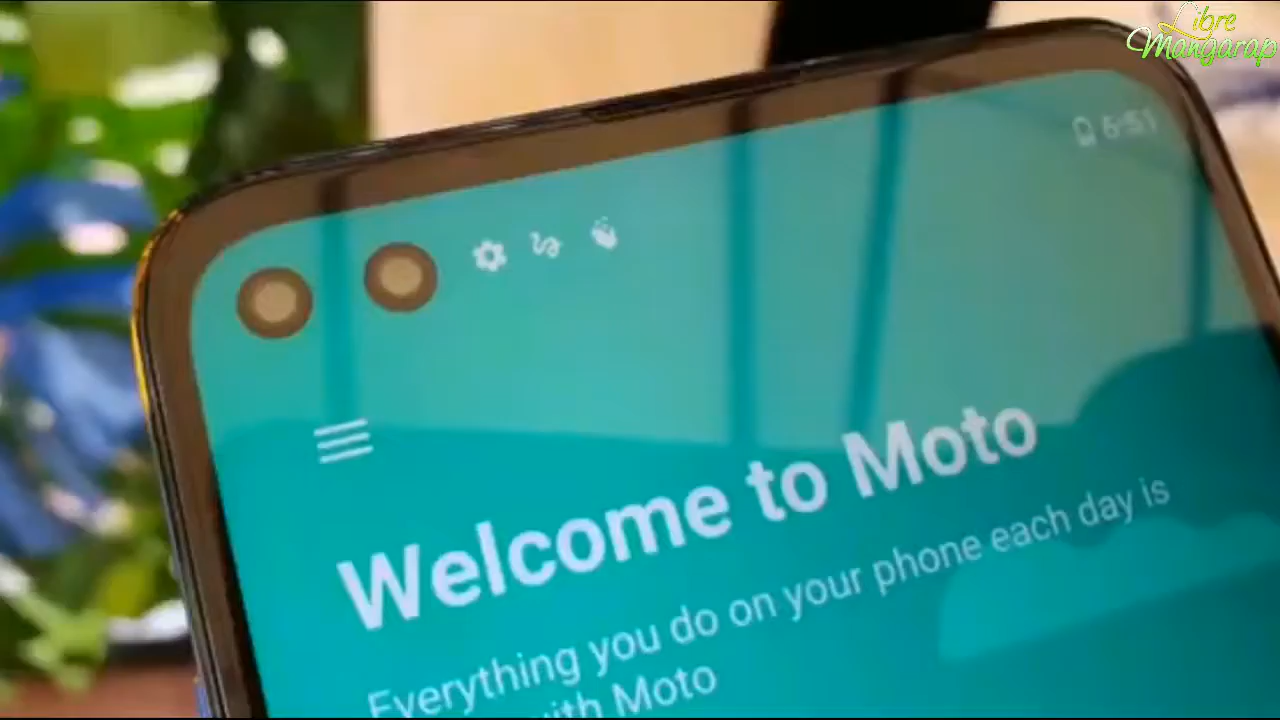 Libre
Mangarap
6:51
Welcome to Moto
Everything you do on your phone each day is
with Moto